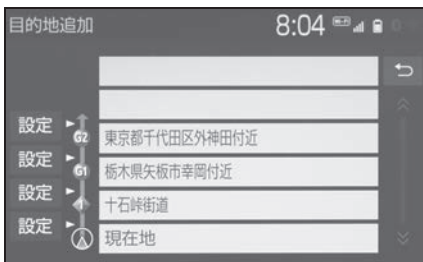 目的地追加 8:04
設定
G2 東京都千代田区外神田付近
設定
G1 栃木県矢板市幸岡付近
設定
十石峠街道
設定
現在地